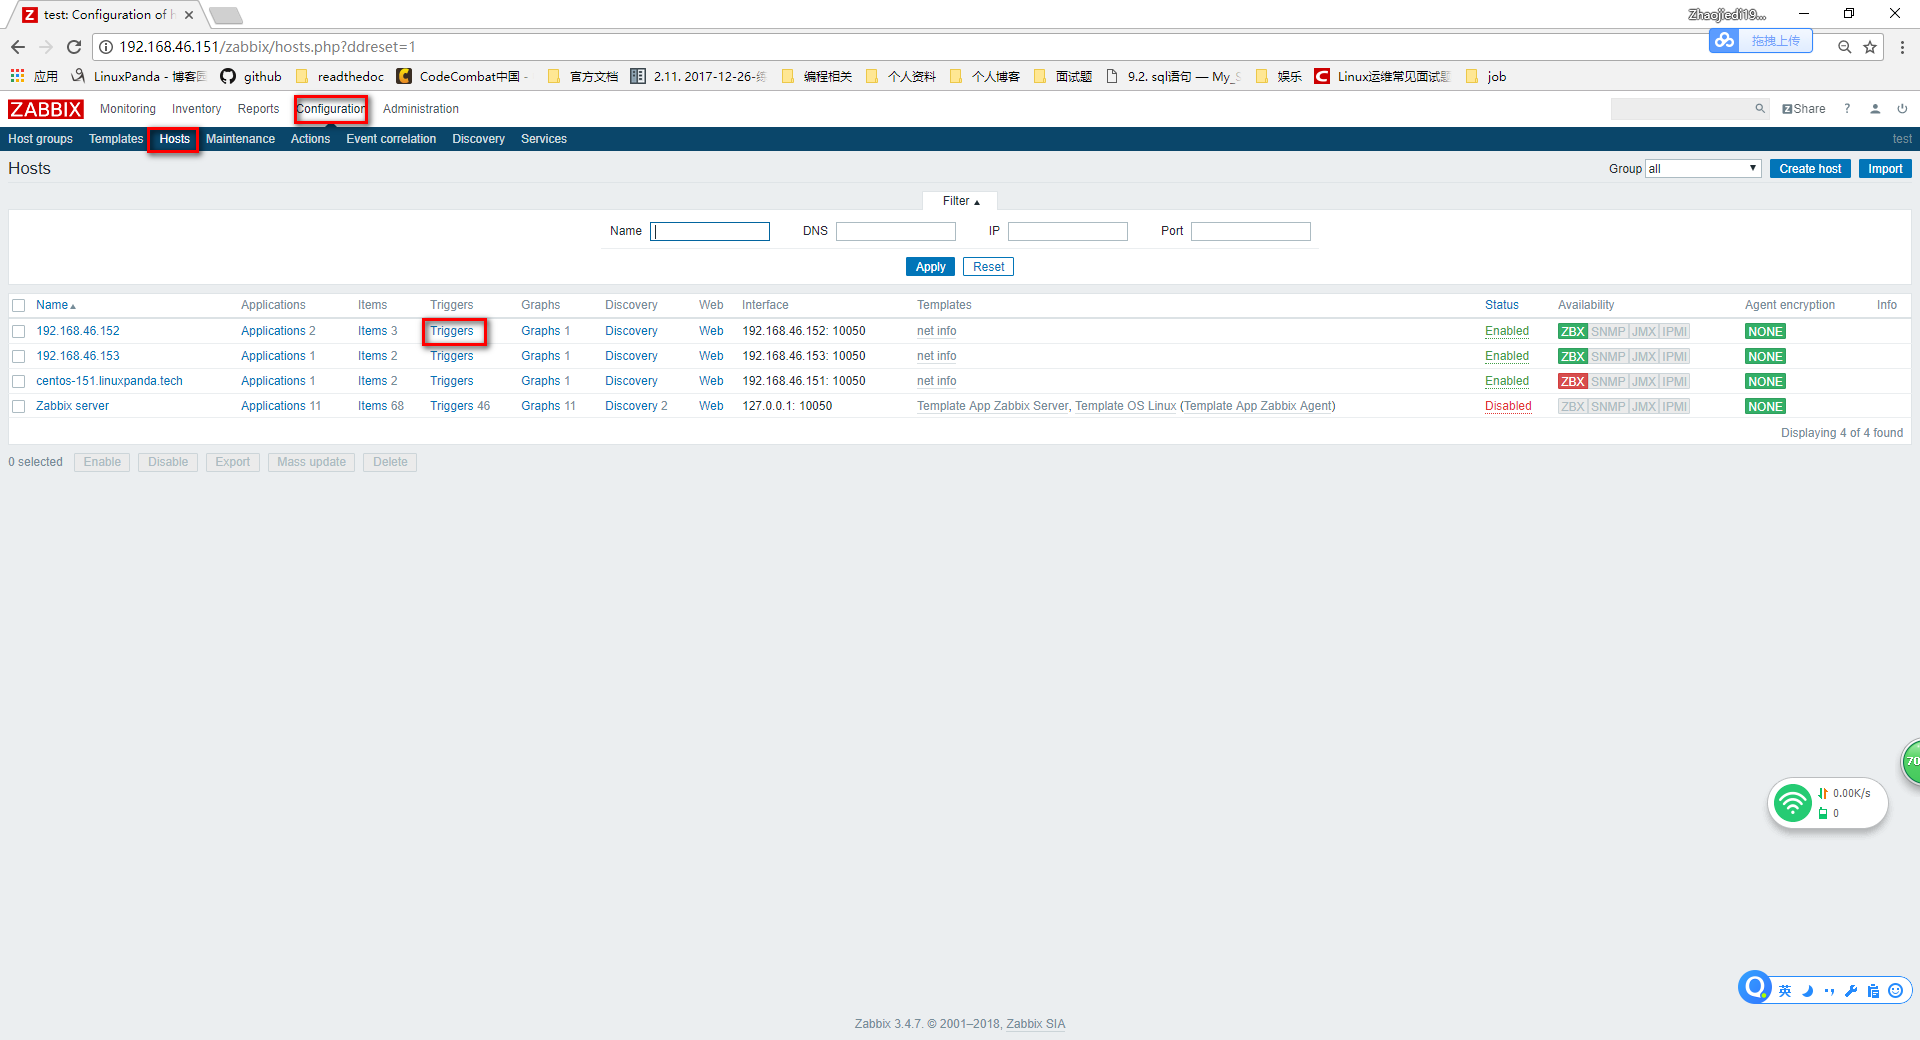 test: Configuration of h
Zhaojiedi19...
192.168.46.151/zabbix/hosts.php?ddreset=1
拖拽上传
应用 LinuxPanda - 博客园 github readthedoc CodeCombat中国 - 官方文档 2.11. 2017-12-26-练 编程相关 个人资料 个人博客 面试题 9.2. sql语句 — My_S 娱乐 Linux运维常见面试题 job
ZABBIX Monitoring Inventory Reports Configuration Administration Z Share ?
Host groups Templates Hosts Maintenance Actions Event correlation Discovery Services test
Hosts Group all Create host Import
Filter ▲
Name DNS IP Port
Apply Reset
Name▲ Applications Items Triggers Graphs Discovery Web Interface Templates Status Availability Agent encryption Info
192.168.46.152 Applications 2 Items 3 Triggers Graphs 1 Discovery Web 192.168.46.152: 10050 net info Enabled ZBX SNMP JMX IPMI NONE
192.168.46.153 Applications 1 Items 2 Triggers Graphs 1 Discovery Web 192.168.46.153: 10050 net info Enabled ZBX SNMP JMX IPMI NONE
centos-151.linuxpanda.tech Applications 1 Items 2 Triggers Graphs 1 Discovery Web 192.168.46.151: 10050 net info Enabled ZBX SNMP JMX IPMI NONE
Zabbix server Applications 11 Items 68 Triggers 46 Graphs 11 Discovery 2 Web 127.0.0.1: 10050 Template App Zabbix Server, Template OS Linux (Template App Zabbix Agent) Disabled ZBX SNMP JMX IPMI NONE
Displaying 4 of 4 found
0 selected Enable Disable Export Mass update Delete
70
0.00K/s
0
英
Zabbix 3.4.7. © 2001–2018, Zabbix SIA